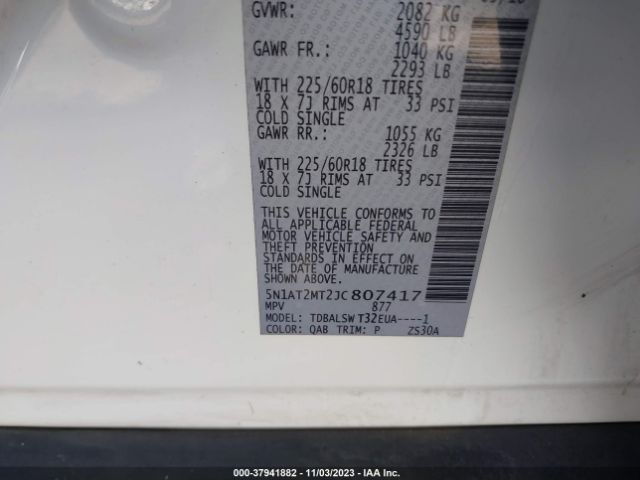 GVWR: 2082 KG
4590 LB
GAWR FR.: 1040 KG
2293 LB
WITH 225/60R18 TIRES
18 X 7J RIMS AT 33 PSI
COLD SINGLE
GAWR RR.: 1055 KG
2326 LB
WITH 225/60R18 TIRES
18 X 7J RIMS AT 33 PSI
COLD SINGLE
THIS VEHICLE CONFORMS TO
ALL APPLICABLE FEDERAL
MOTOR VEHICLE SAFETY AND
THEFT PREVENTION
STANDARDS IN EFFECT ON
THE DATE OF MANUFACTURE
SHOWN ABOVE.
5N1AT2MT2JC807417
MPV 877
MODEL: TDBALSW T32EUA----1
COLOR: QAB TRIM: P ZS30A
000-37941882 - 11/03/2023 - IAA Inc.